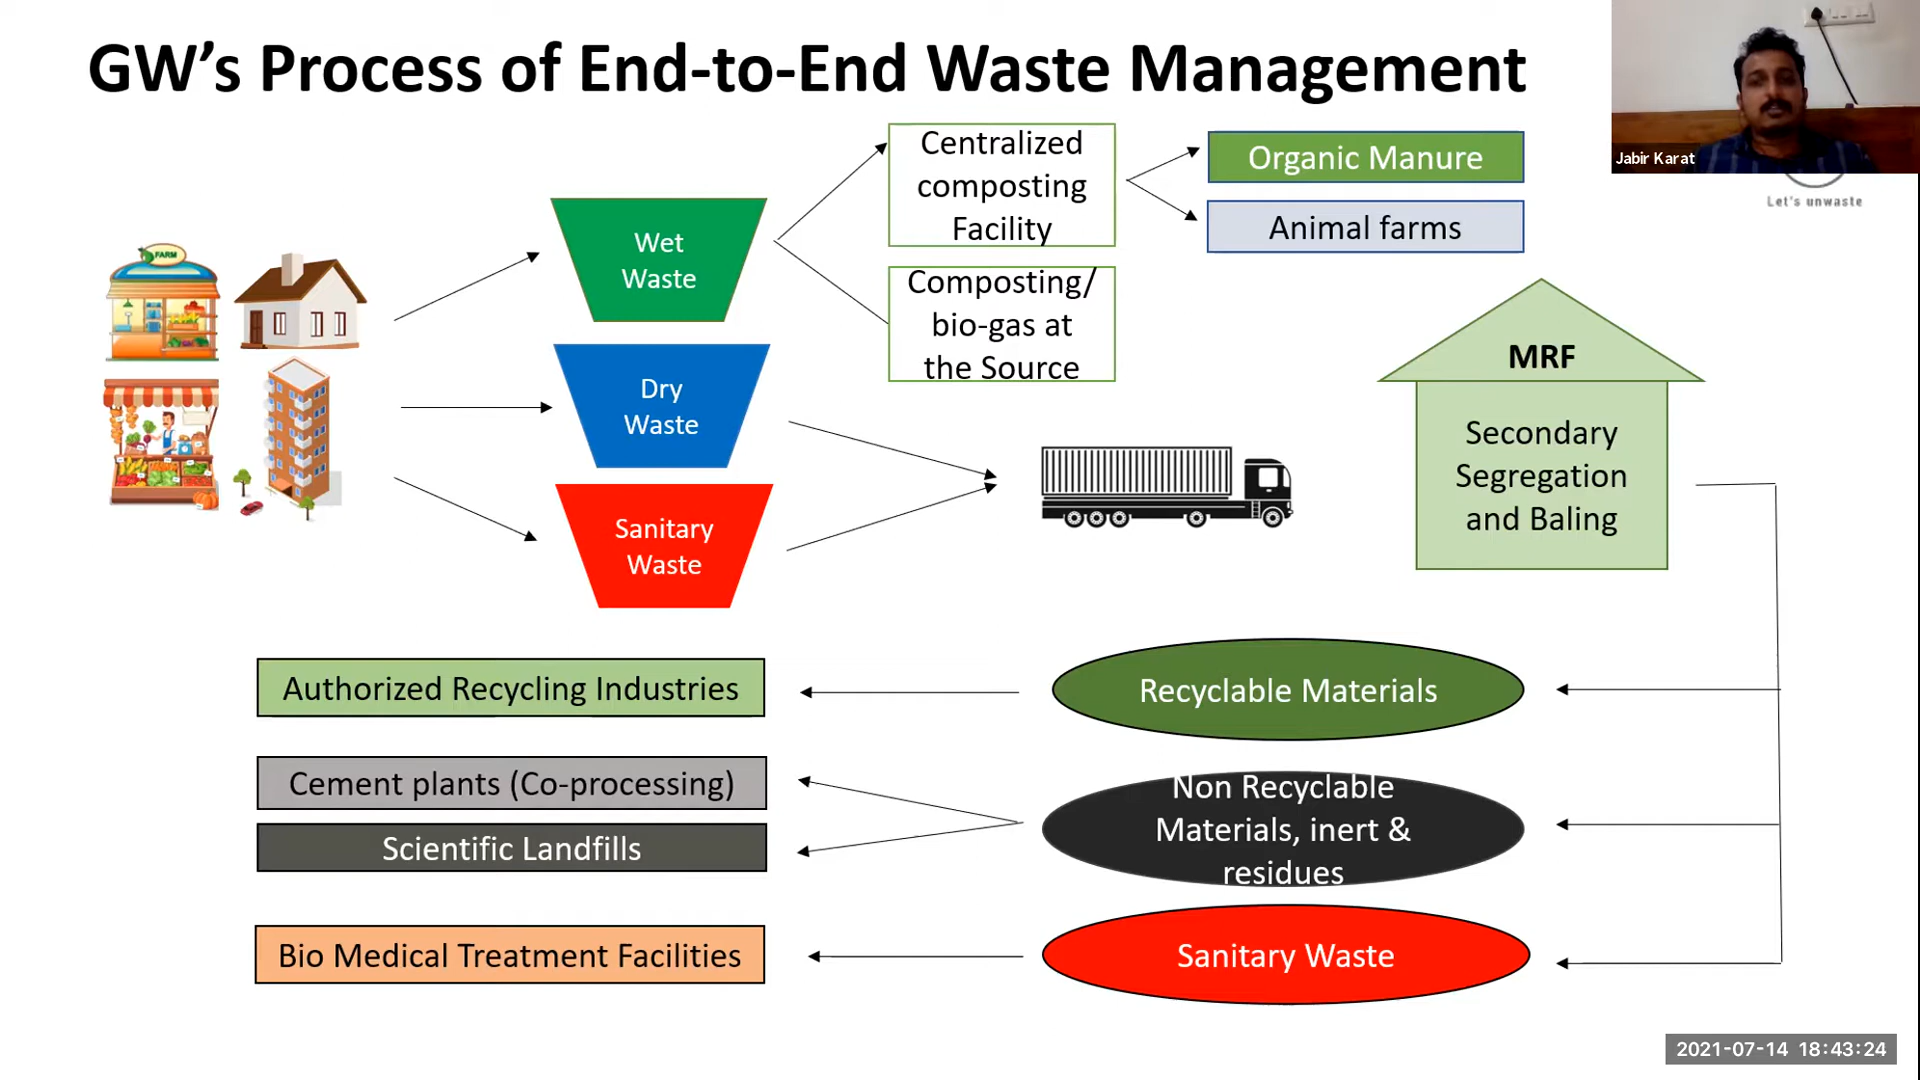 GW's Process of End-to-End Waste Management
Jabir Karat
Let's unwaste
FARM
Wet
Waste
Dry
Waste
Sanitary
Waste
Centralized
composting
Facility
Composting/
bio-gas at
the Source
Organic Manure
Animal farms
MRF
Secondary
Segregation
and Baling
Authorized Recycling Industries
Recyclable Materials
Cement plants (Co-processing)
Scientific Landfills
Non Recyclable
Materials, inert &
residues
Bio Medical Treatment Facilities
Sanitary Waste
2021-07-14 18:43:24